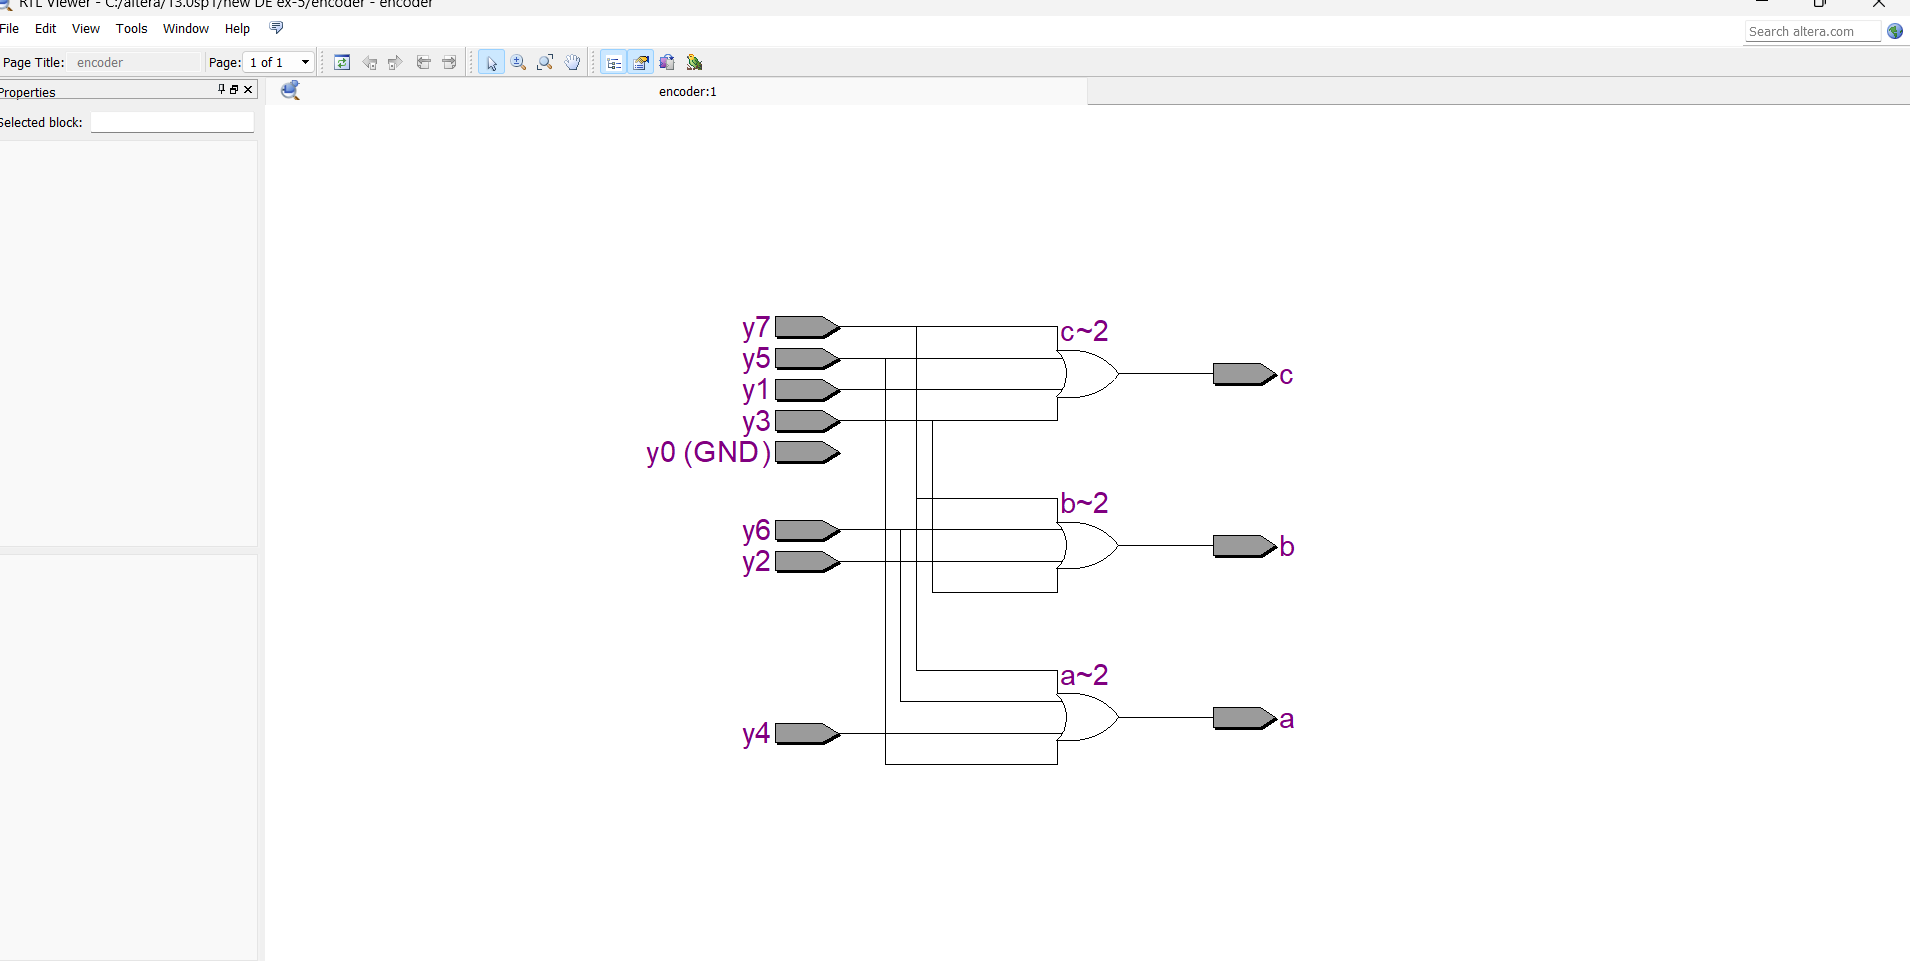 RTL Viewer - C:/altera/13.0sp1/new DE ex-5/encoder - encoder
File Edit View Tools Window Help
Search altera.com
Page Title: encoder Page: 1 of 1
Properties
encoder:1
Selected block:
y7
c~2
y5
c
y1
y3
y0 (GND)
b~2
y6
b
y2
a~2
a
y4